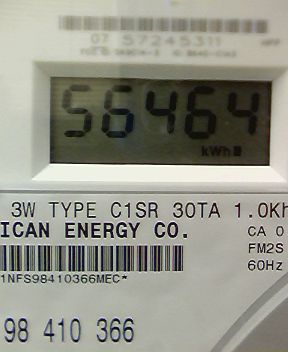 07 57245311
56464
kWh
3W TYPE C1SR 30TA 1.0Kh
ICAN ENERGY CO.
CA 0
FM2S
60Hz
1NFS98410366MEC*
98 410 366